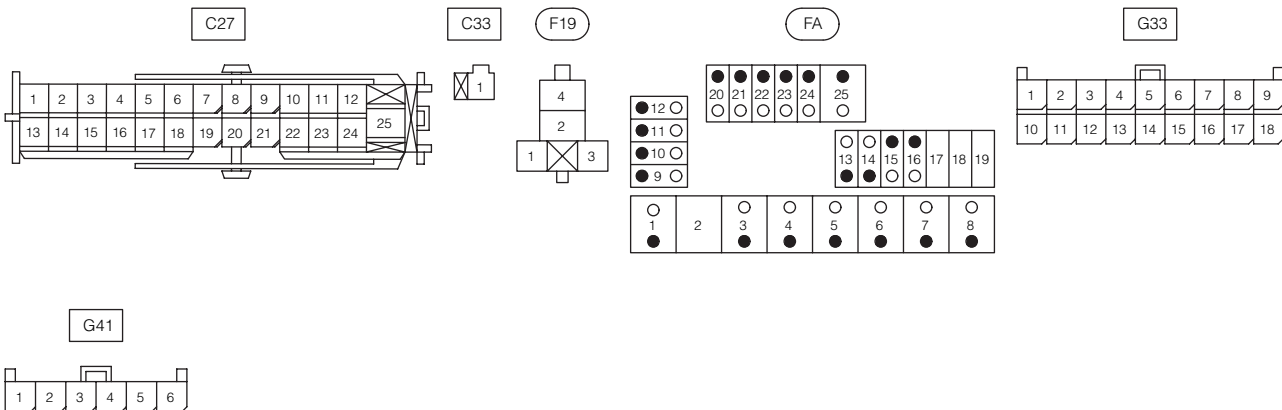 C27 C33 F19 FA G33
1 2 3 4 5 6 7 8 9 10 11 12
13 14 15 16 17 18 19 20 21 22 23 24 25
1
4
2
1 3
20 21 22 23 24 25
12
11
10
9
13 14 15 16 17 18 19
1 2 3 4 5 6 7 8
1 2 3 4 5 6 7 8 9
10 11 12 13 14 15 16 17 18
G41
1 2 3 4 5 6